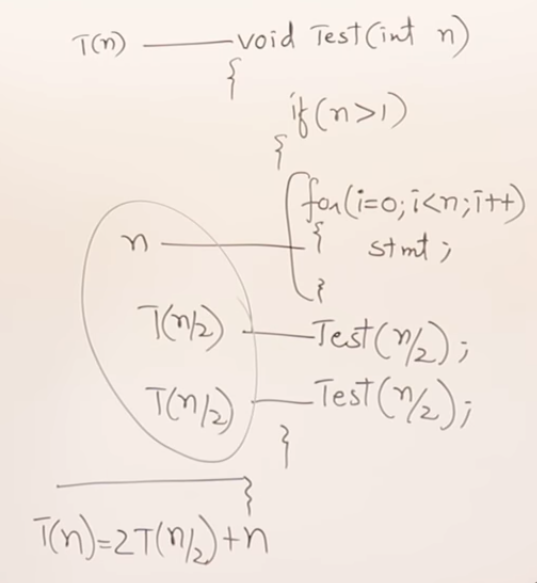 T(n) void Test(int n)
{
if(n>1)
{
for(i=0;i<n;i++)
n { stmt;
}
T(n/2) Test(n/2);
T(n/2) Test(n/2);
}
}
T(n)=2T(n/2)+n